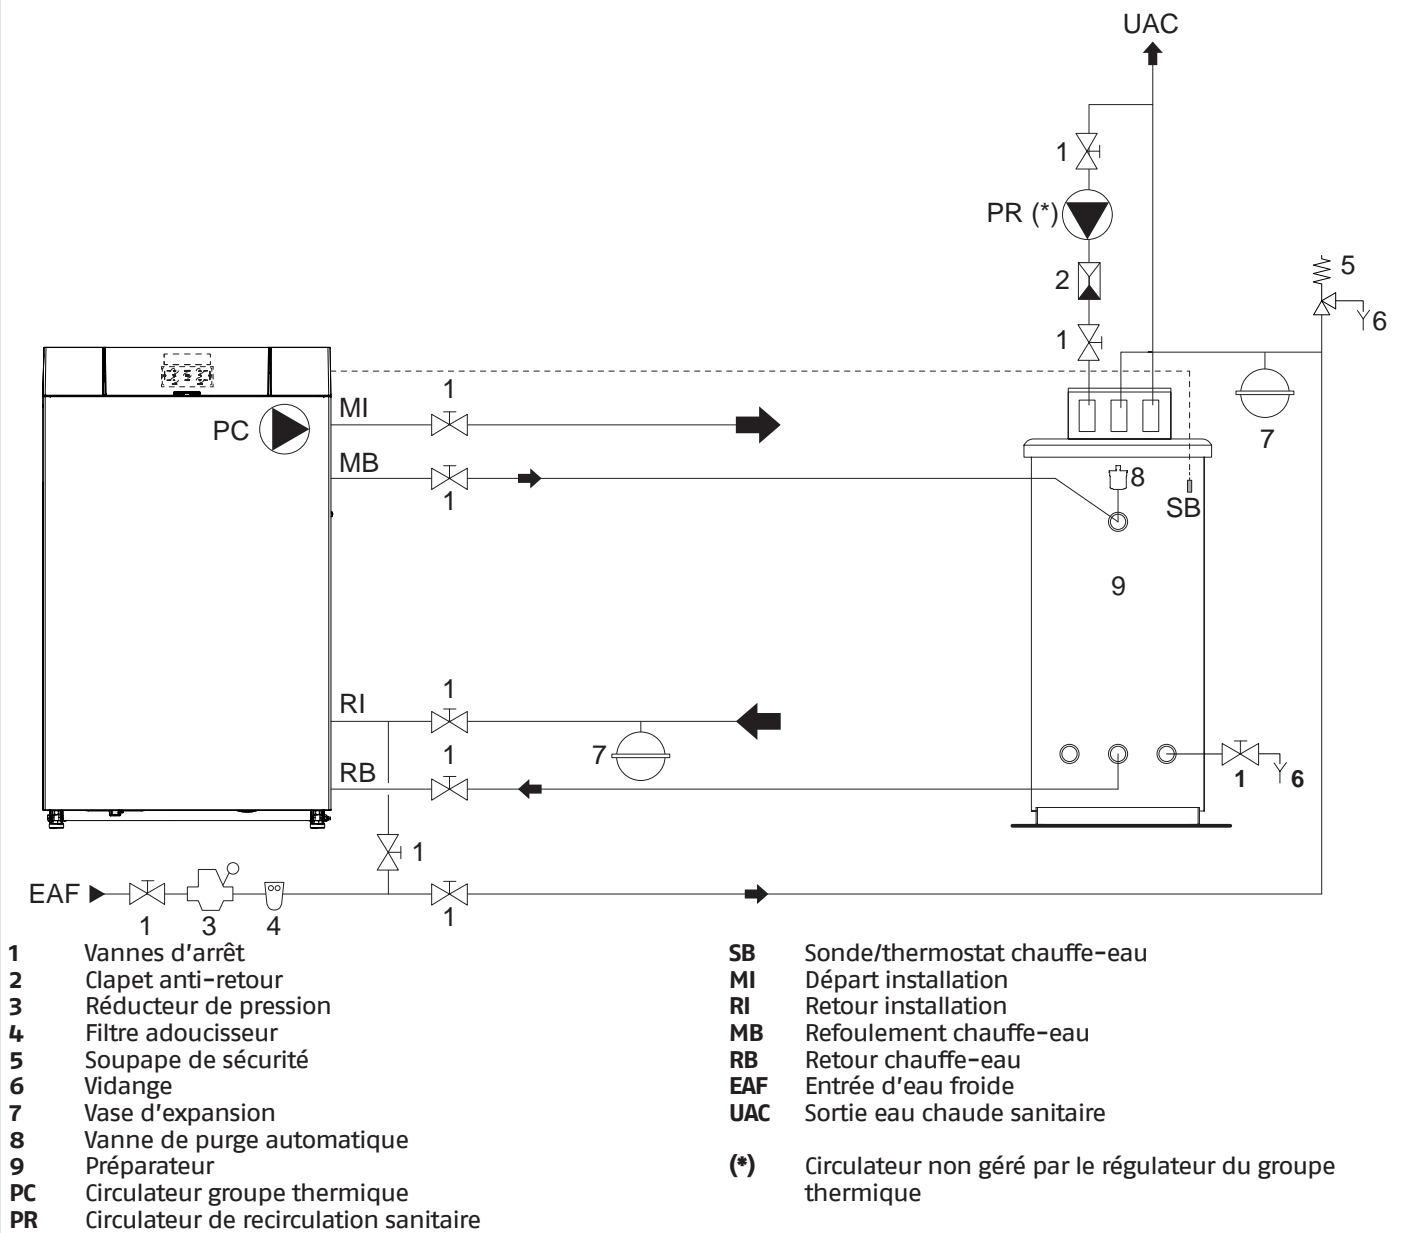 UAC
1
PR (*)
2
5
6
1
1
MI
PC
7
MB
8
1
SB
9
1
RI
7
1
RB
1
6
1
EAF
1
3
4
1
1 Vannes d'arrêt
2 Clapet anti-retour
3 Réducteur de pression
4 Filtre adoucisseur
5 Soupape de sécurité
6 Vidange
7 Vase d'expansion
8 Vanne de purge automatique
9 Préparateur
PC Circulateur groupe thermique
PR Circulateur de recirculation sanitaire
SB Sonde/thermostat chauffe-eau
MI Départ installation
RI Retour installation
MB Refoulement chauffe-eau
RB Retour chauffe-eau
EAF Entrée d'eau froide
UAC Sortie eau chaude sanitaire
(*) Circulateur non géré par le régulateur du groupe
thermique